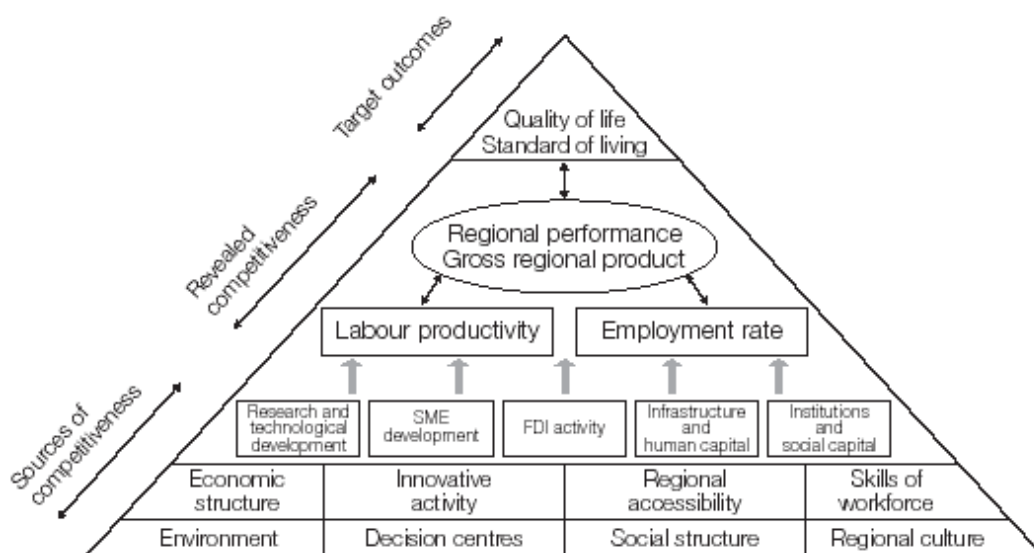 Target outcomes
Quality of life
Standard of living
Revealed
competitiveness
Regional performance
Gross regional product
Labour productivity
Employment rate
Sources of
competitiveness
Research and
technological
development
SME
development
FDI activity
Infrastructure
and
human capital
Institutions
and
social capital
Economic
structure
Innovative
activity
Regional
accessibility
Skills of
workforce
Environment
Decision centres
Social structure
Regional culture